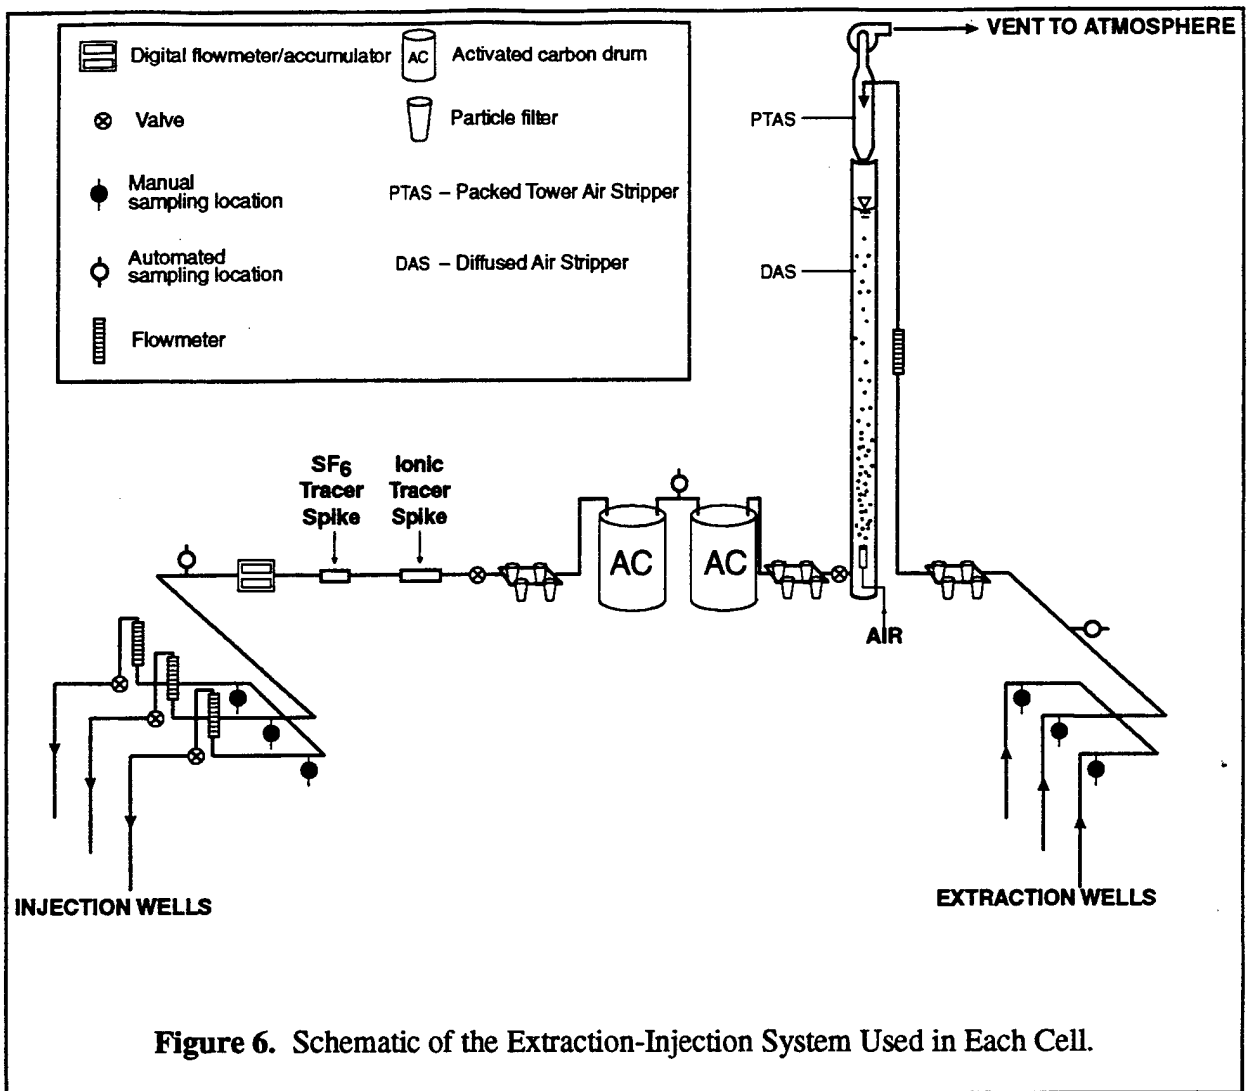 VENT TO ATMOSPHERE
Digital flowmeter/accumulator
AC
Activated carbon drum
Valve
Particle filter
Manual
sampling location
PTAS – Packed Tower Air Stripper
Automated
sampling location
DAS – Diffused Air Stripper
Flowmeter
PTAS
DAS
SF6
Tracer
Spike
Ionic
Tracer
Spike
AC
AC
AIR
INJECTION WELLS
EXTRACTION WELLS
Figure 6. Schematic of the Extraction-Injection System Used in Each Cell.